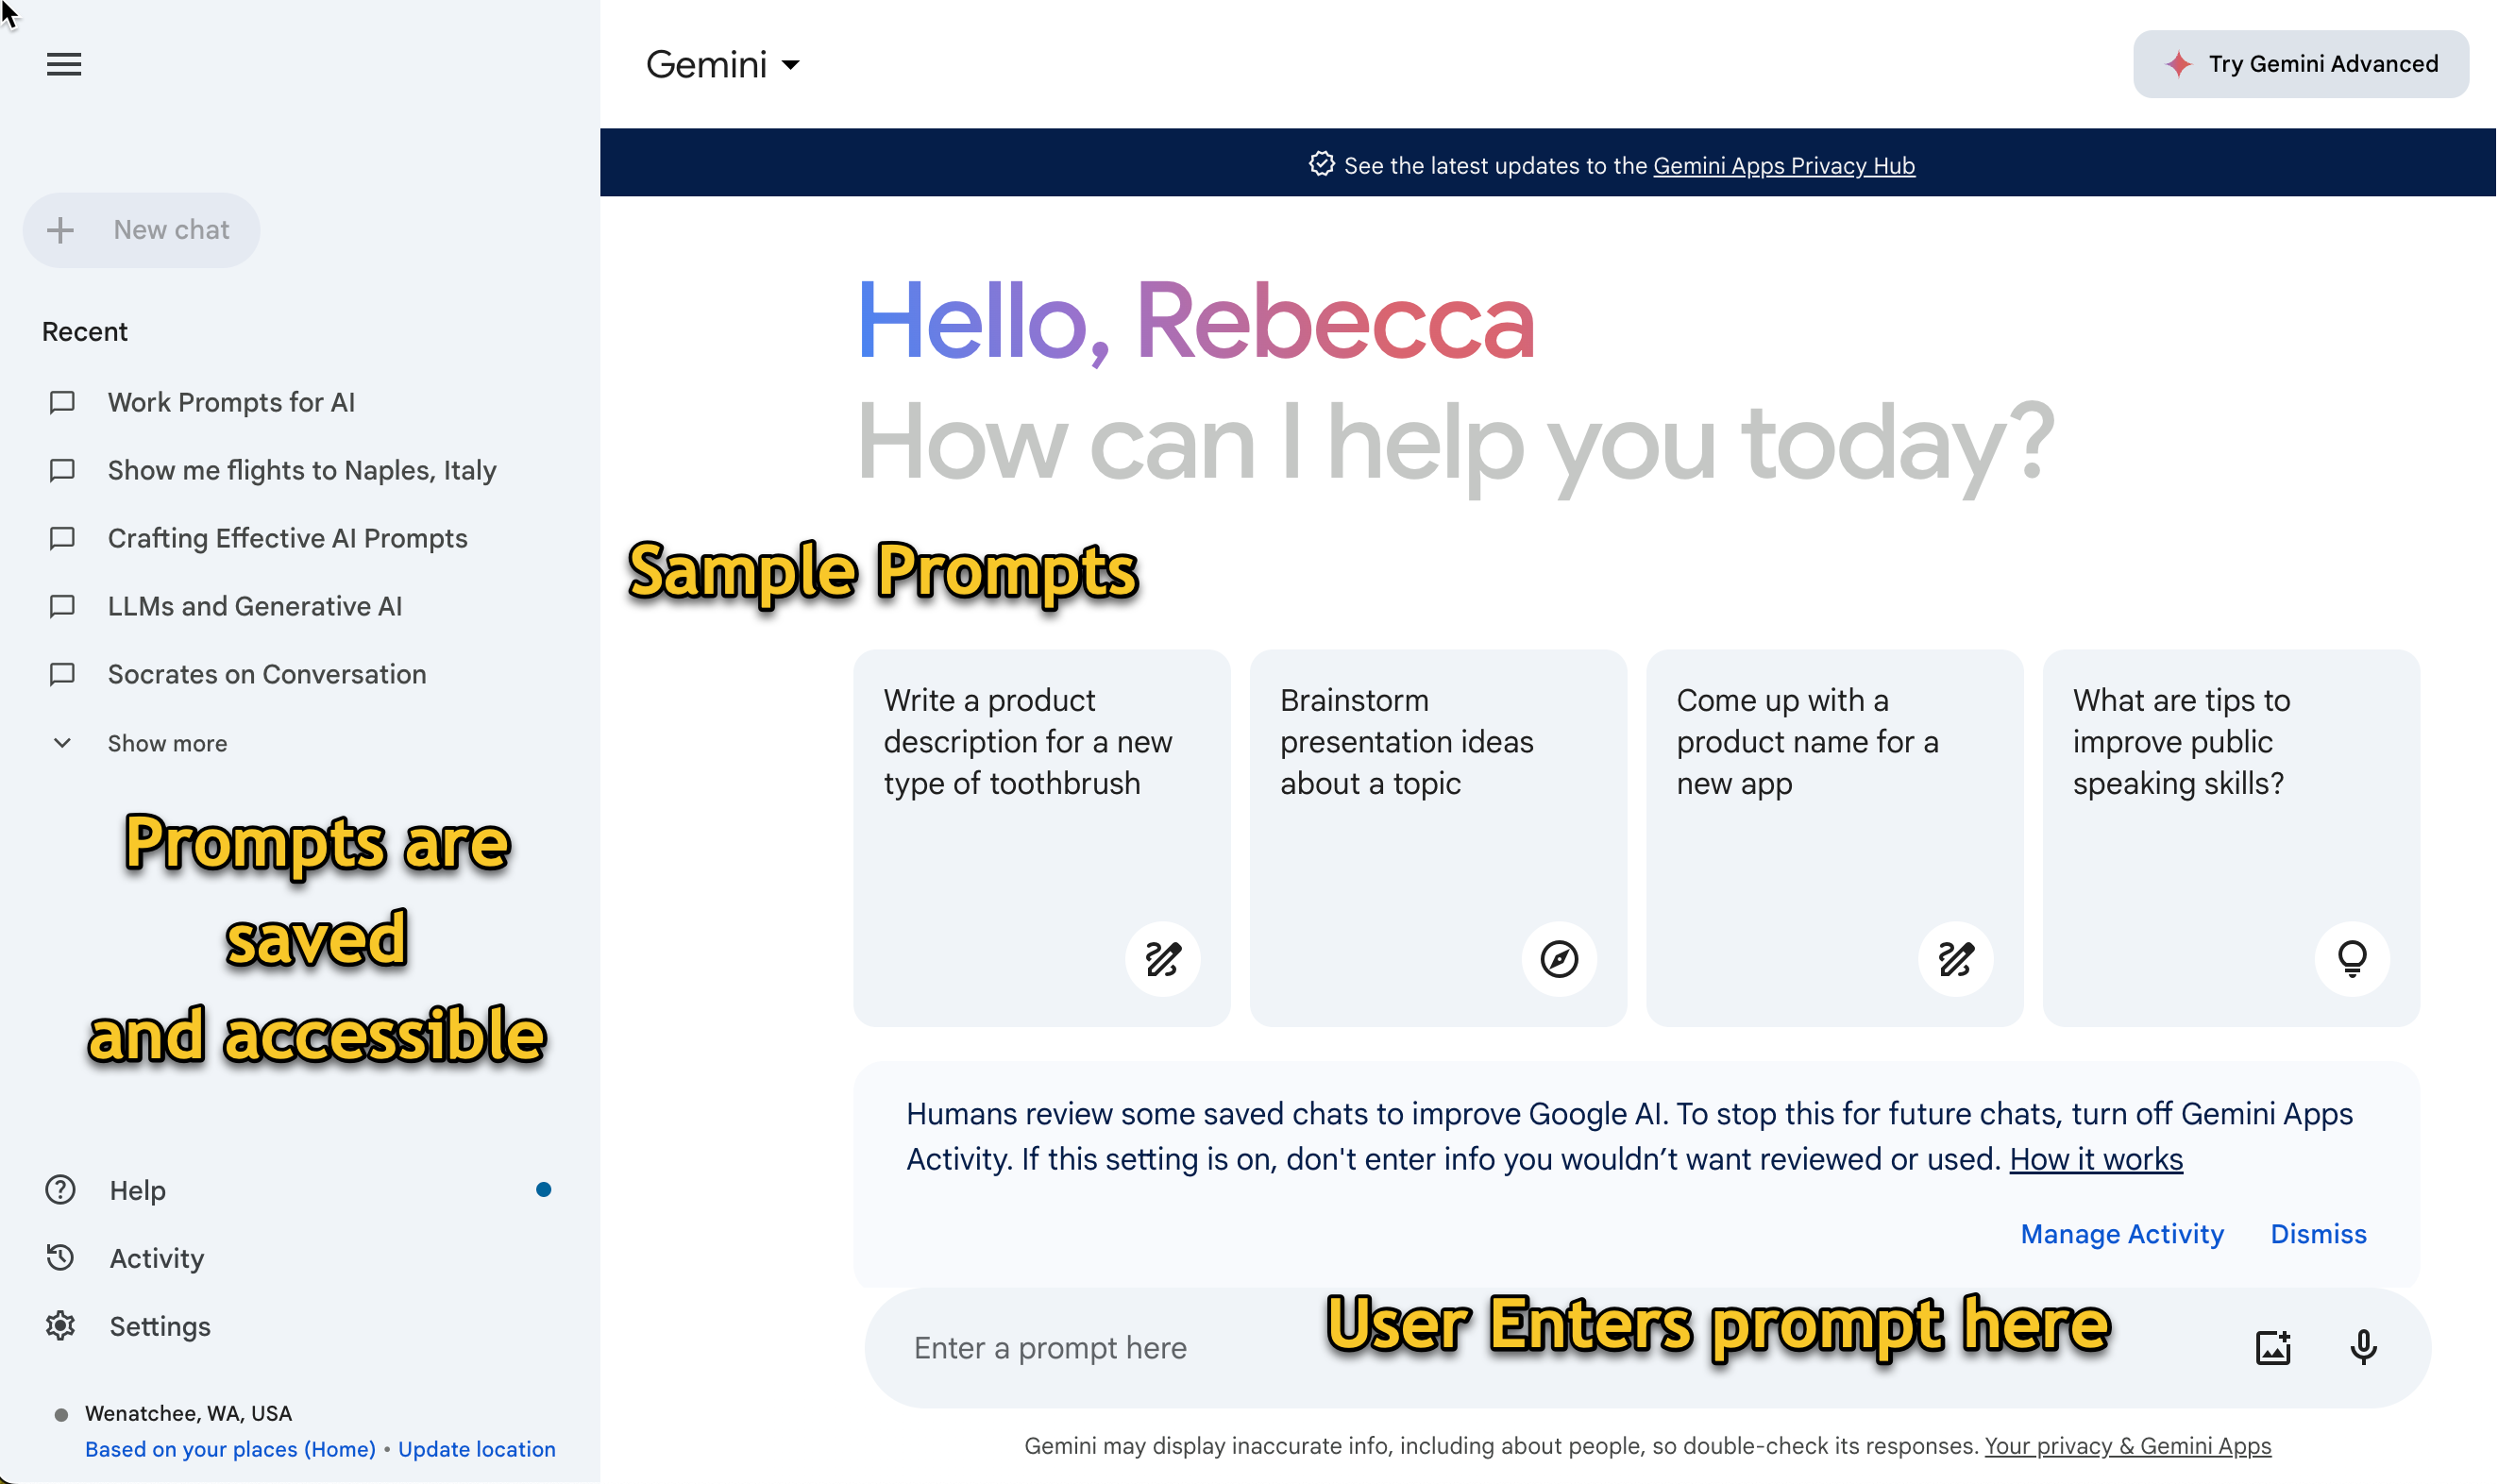 Gemini
Try Gemini Advanced
See the latest updates to the Gemini Apps Privacy Hub
New chat
Recent
Work Prompts for AI
Show me flights to Naples, Italy
Crafting Effective AI Prompts
LLMs and Generative AI
Socrates on Conversation
Show more
Prompts are
saved
and accessible
Help
Activity
Settings
Wenatchee, WA, USA
Based on your places (Home) • Update location
Hello, Rebecca
How can I help you today?
Sample Prompts
Write a product
description for a new
type of toothbrush
Brainstorm
presentation ideas
about a topic
Come up with a
product name for a
new app
What are tips to
improve public
speaking skills?
Humans review some saved chats to improve Google AI. To stop this for future chats, turn off Gemini Apps
Activity. If this setting is on, don't enter info you wouldn’t want reviewed or used. How it works
Manage Activity Dismiss
User Enters prompt here
Enter a prompt here
Gemini may display inaccurate info, including about people, so double-check its responses. Your privacy & Gemini Apps